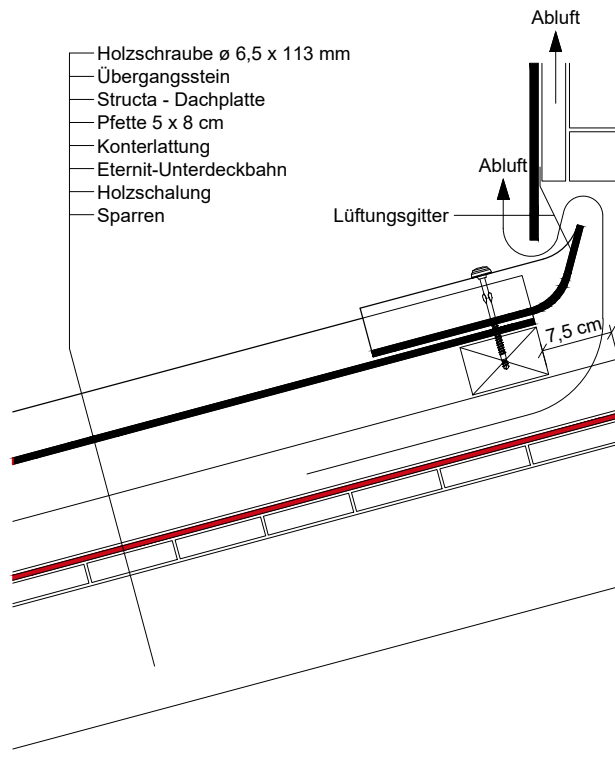 Abluft
Holzschraube ø 6,5 x 113 mm
Übergangsstein
Structa - Dachplatte
Pfette 5 x 8 cm
Konterlattung
Eternit-Unterdeckbahn
Holzschalung
Sparren
Abluft
Lüftungsgitter
7,5 cm